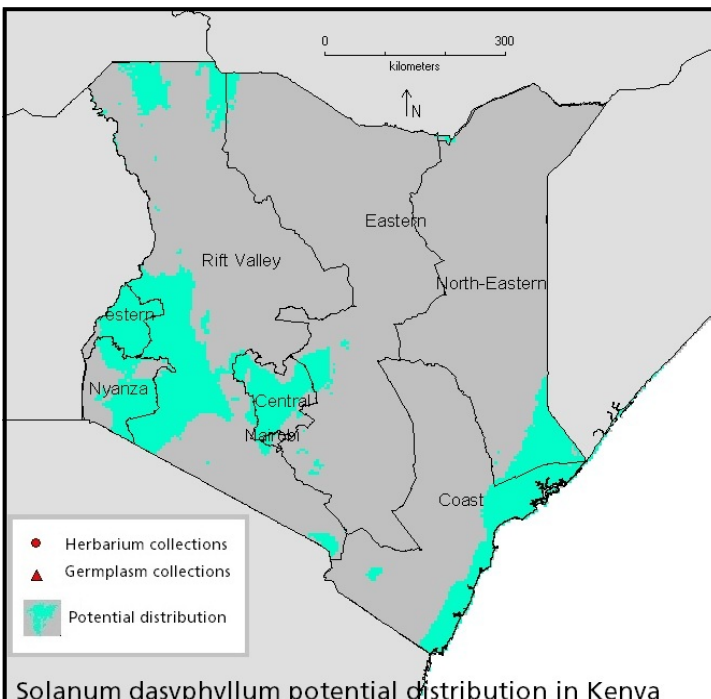 0 300
kilometers
N
Eastern
Rift Valley
North-Eastern
estern
Nyanza
Central
Nairobi
Coast
Herbarium collections
Germplasm collections
Potential distribution
Solanum dasyphyllum potential distribution in Kenya